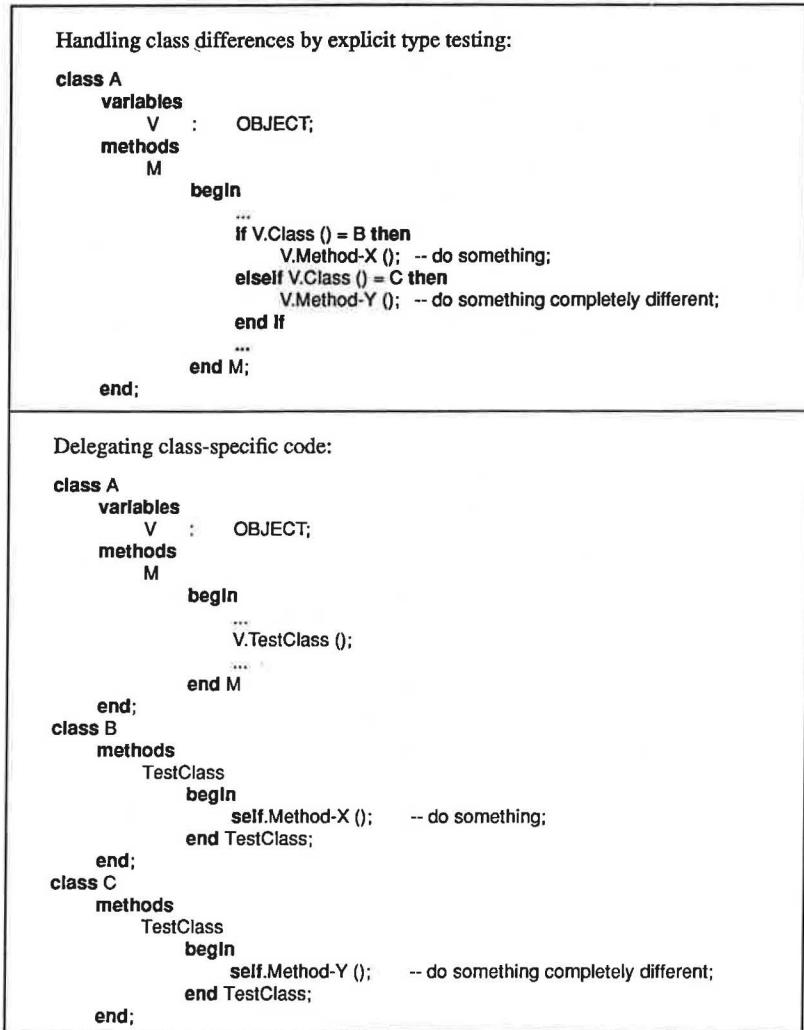 Handling class differences by explicit type testing:
class A
variables
V : OBJECT;
methods
M
begin
...
if V.Class () = B then
V.Method-X (); -- do something;
elseif V.Class () = C then
V.Method-Y (); -- do something completely different;
end if
...
end M;
end;
Delegating class-specific code:
class A
variables
V : OBJECT;
methods
M
begin
...
V.TestClass ();
...
end M
end;
class B
methods
TestClass
begin
self.Method-X (); -- do something;
end TestClass;
end;
class C
methods
TestClass
begin
self.Method-Y (); -- do something completely different;
end TestClass;
end;